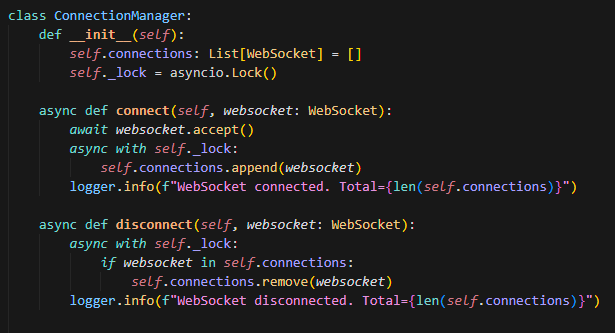 class ConnectionManager:
    def __init__(self):
        self.connections: List[WebSocket] = []
        self._lock = asyncio.Lock()

    async def connect(self, websocket: WebSocket):
        await websocket.accept()
        async with self._lock:
            self.connections.append(websocket)
        logger.info(f"WebSocket connected. Total={len(self.connections)}")

    async def disconnect(self, websocket: WebSocket):
        async with self._lock:
            if websocket in self.connections:
                self.connections.remove(websocket)
        logger.info(f"WebSocket disconnected. Total={len(self.connections)}")